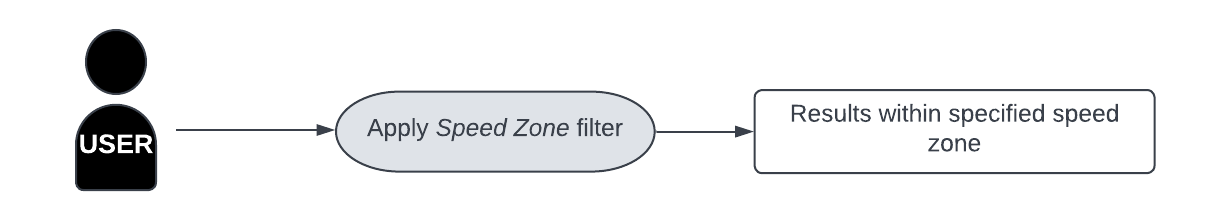 USER
Apply Speed Zone filter
Results within specified speed
zone